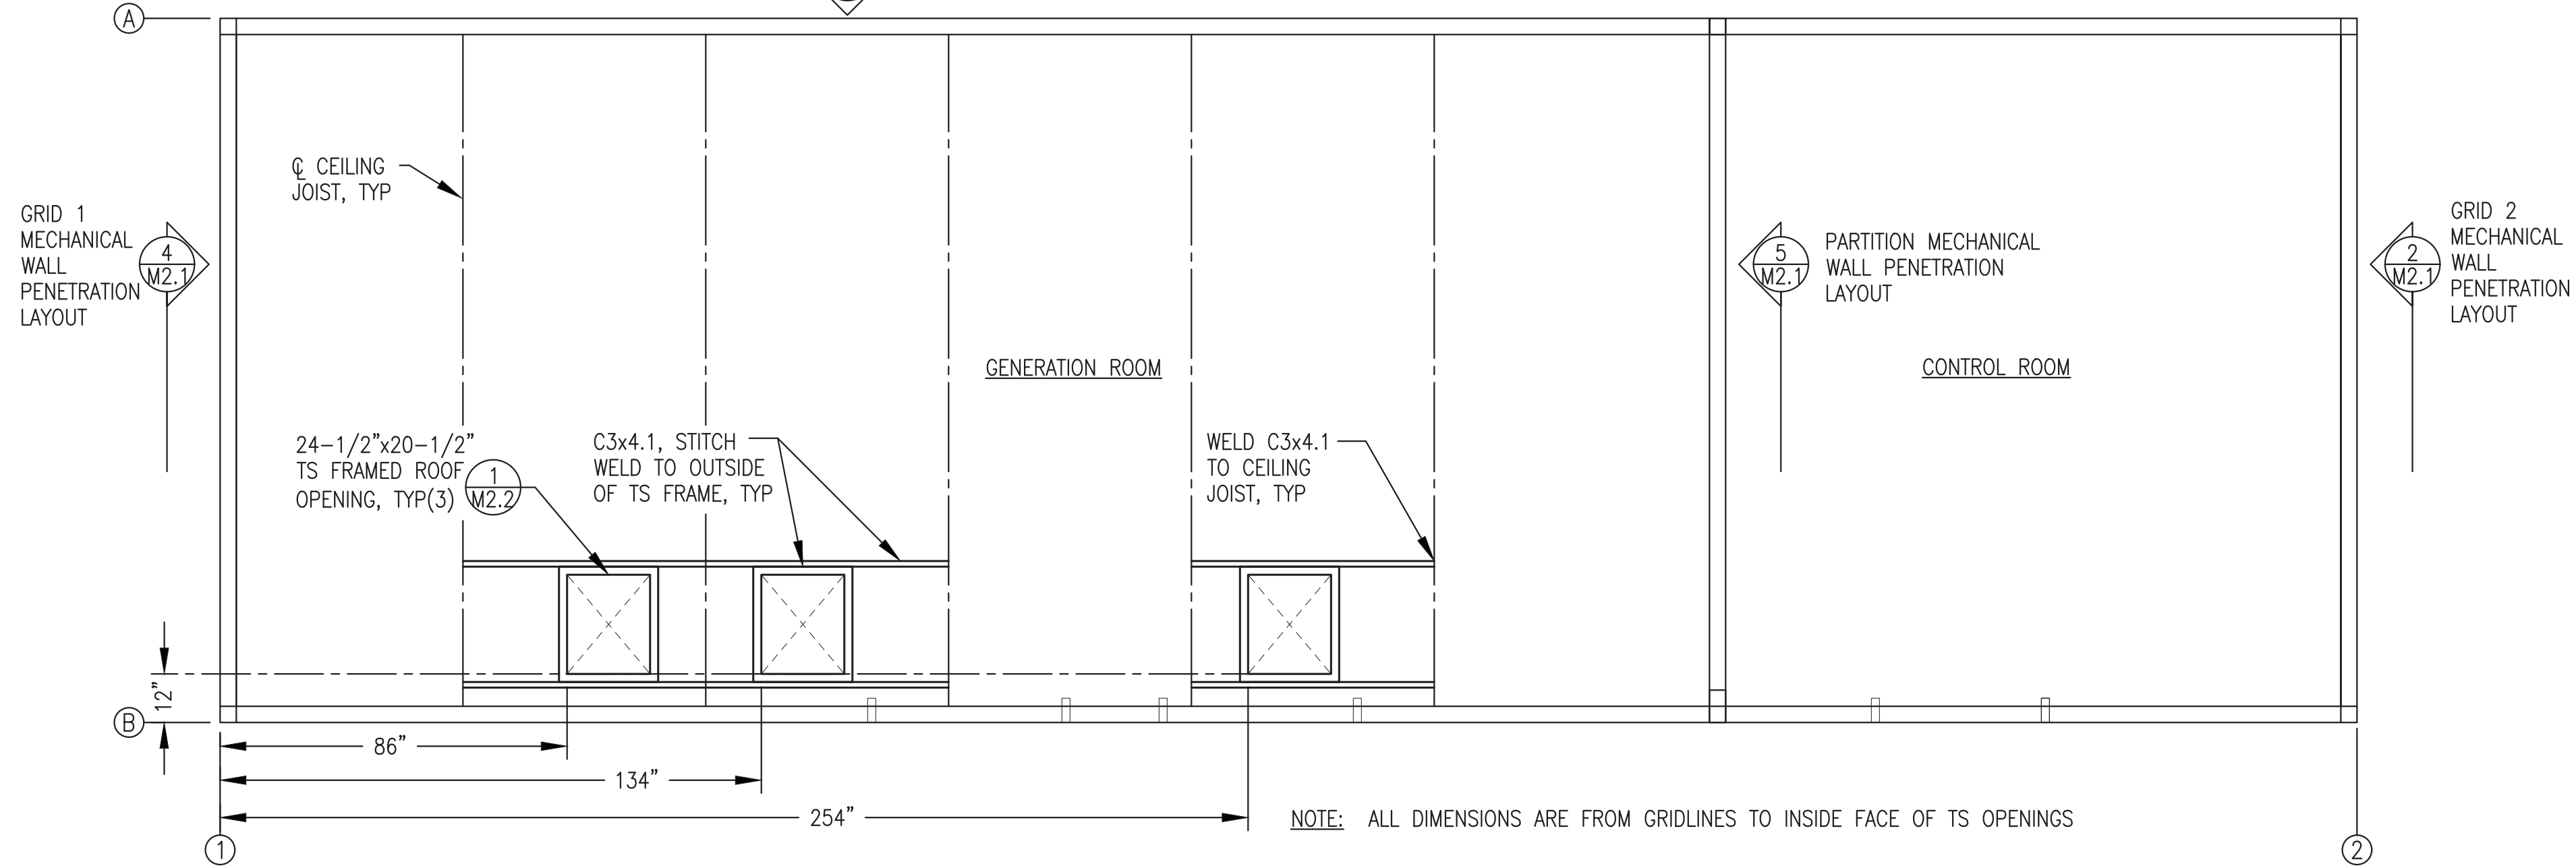 A
℄ CEILING
JOIST, TYP
GRID 1
MECHANICAL
WALL
PENETRATION
LAYOUT
4
M2.1
5
M2.1
PARTITION MECHANICAL
WALL PENETRATION
LAYOUT
2
M2.1
GRID 2
MECHANICAL
WALL
PENETRATION
LAYOUT
GENERATION ROOM
CONTROL ROOM
24-1/2"x20-1/2"
TS FRAMED ROOF
OPENING, TYP(3)
1
M2.2
C3x4.1, STITCH
WELD TO OUTSIDE
OF TS FRAME, TYP
WELD C3x4.1
TO CEILING
JOIST, TYP
12"
B
86"
134"
254"
NOTE: ALL DIMENSIONS ARE FROM GRIDLINES TO INSIDE FACE OF TS OPENINGS
1
2